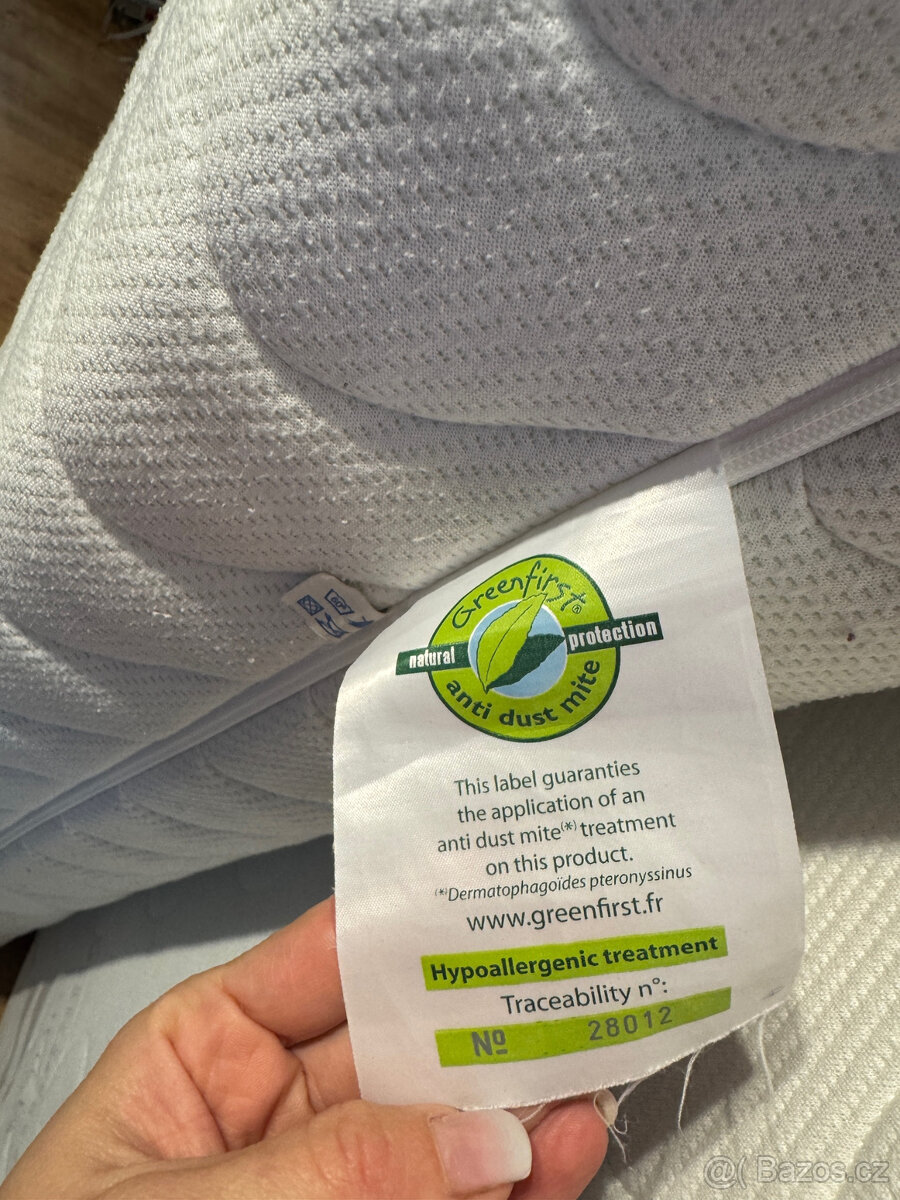 Greenfirst®
natural protection
anti dust mite
This label guaranties
the application of an
anti dust mite(*) treatment
on this product.
(*)Dermatophagoïdes pteronyssinus
www.greenfirst.fr
Hypoallergenic treatment
Traceability n°:
Nº 28012
@( Bazos.cz